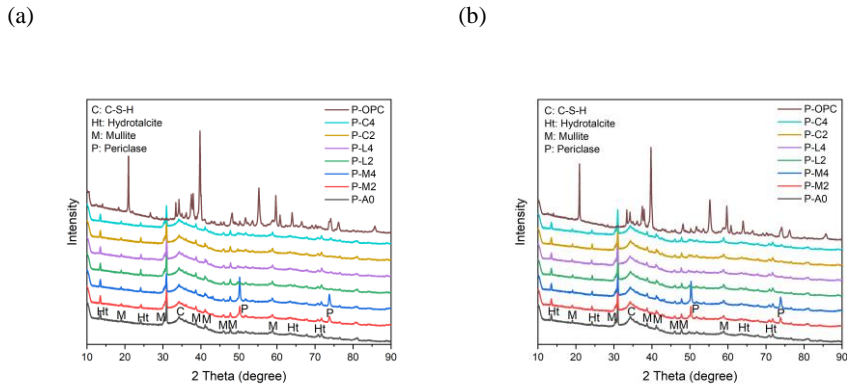 (a)
(b)
C: C-S-H
Ht: Hydrotalcite
M: Mullite
P: Periclase
P-OPC
P-C4
P-C2
P-L4
P-L2
P-M4
P-M2
P-A0
Intensity
Ht M Ht M C M M M M P M Ht Ht P
10 20 30 40 50 60 70 80 90
2 Theta (degree)
C: C-S-H
Ht: Hydrotalcite
M: Mullite
P: Periclase
P-OPC
P-C4
P-C2
P-L4
P-L2
P-M4
P-M2
P-A0
Intensity
Ht M Ht M C M M M M P M Ht Ht P
10 20 30 40 50 60 70 80 90
2 Theta (degree)